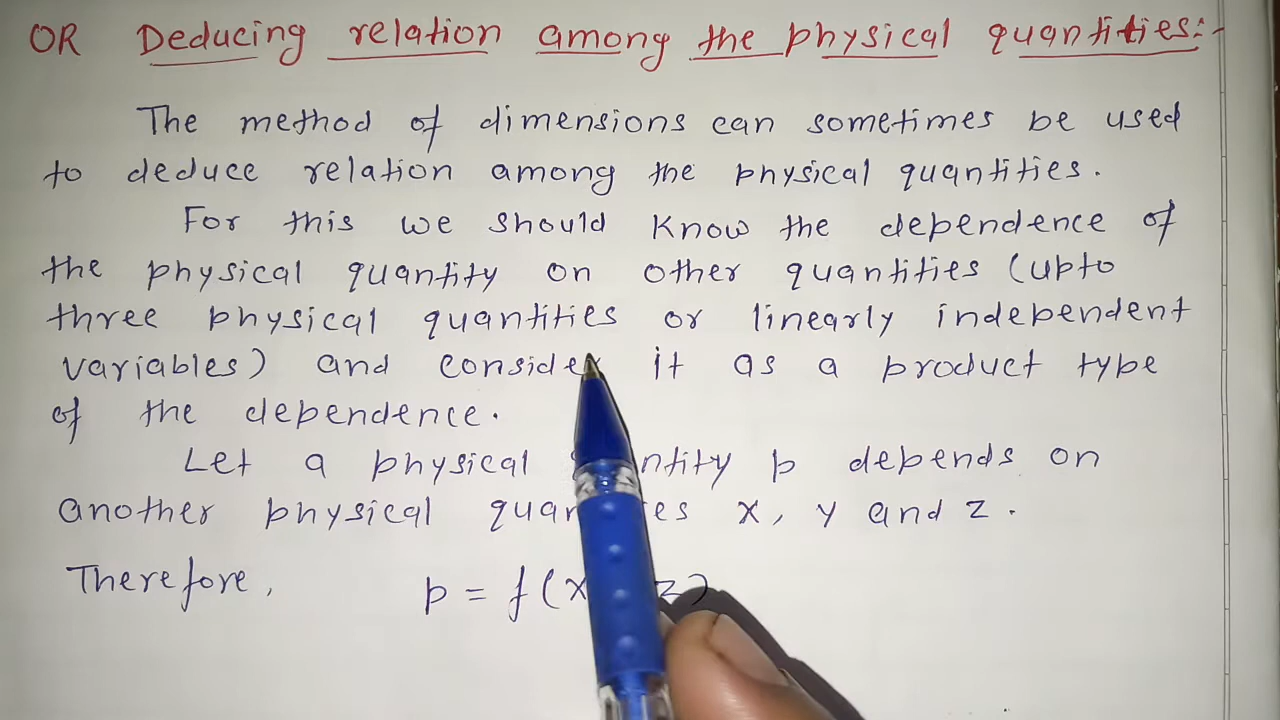 OR Deducing relation among the physical quantities:-
The method of dimensions can sometimes be used
to deduce relation among the physical quantities.
For this we should know the dependence of
the physical quantity on other quantities (upto
three physical quantities or linearly independent
variables) and consider it as a product type
of the dependence.
Let a physical p depends on
another physical x, y and z.
Therefore, p = f(x z)